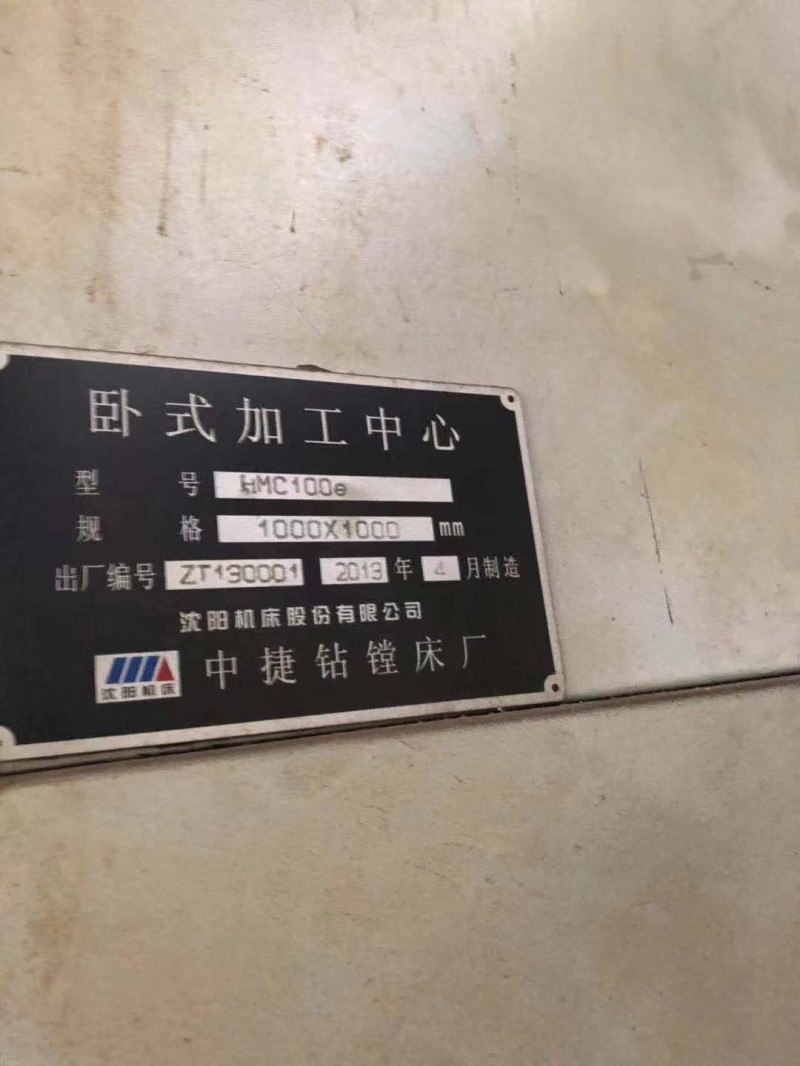 卧式加工中心
型 号 HMC100e
规 格 1000X1000 mm
出厂编号 ZT130001 2013 年 4 月制造
沈阳机床股份有限公司
沈阳机床 中捷钻镗床厂